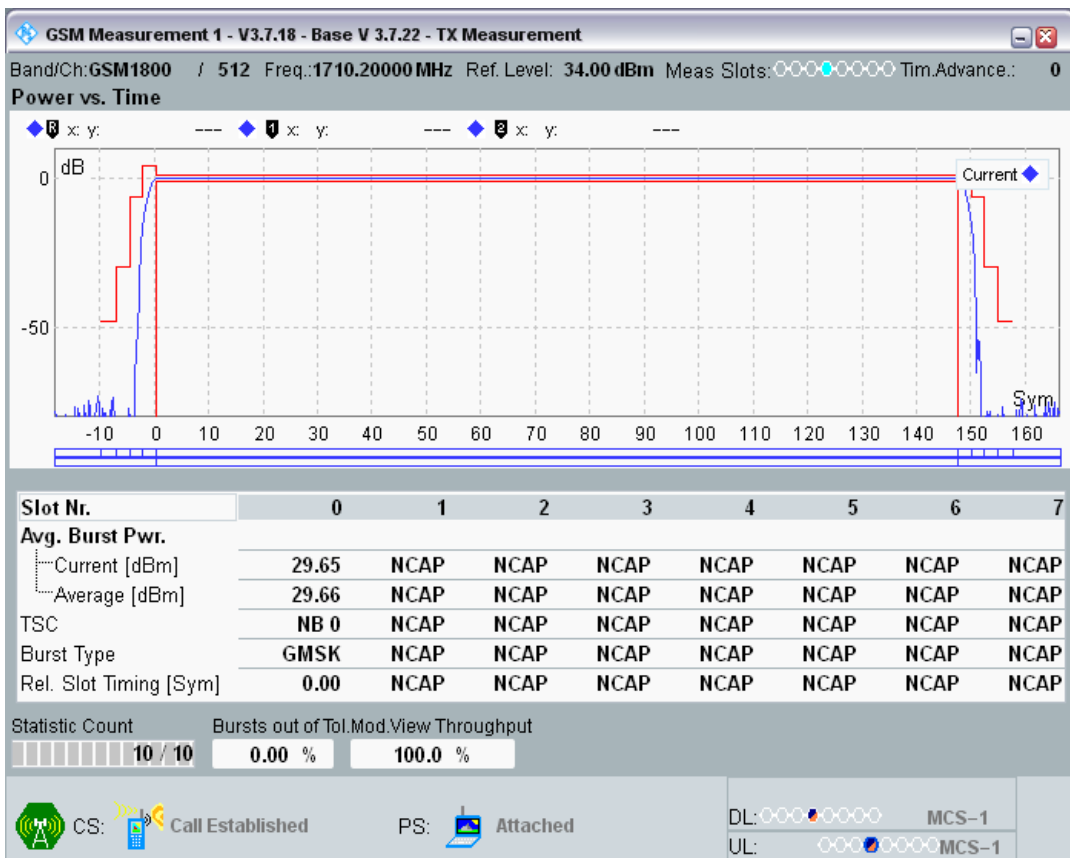 GSM Measurement 1 - V3.7.18 - Base V 3.7.22 - TX Measurement
Band/Ch:GSM1800 / 512 Freq.:1710.20000 MHz Ref. Level: 34.00 dBm Meas Slots: Tim.Advance.: 0
Power vs. Time
R x: y: --- 1 x: y: --- 2 x: y: ---
dB
Current
0
-50
Sym
-10 0 10 20 30 40 50 60 70 80 90 100 110 120 130 140 150 160
Slot Nr. 0 1 2 3 4 5 6 7
Avg. Burst Pwr.
Current [dBm] 29.65 NCAP NCAP NCAP NCAP NCAP NCAP NCAP
Average [dBm] 29.66 NCAP NCAP NCAP NCAP NCAP NCAP NCAP
TSC NB 0 NCAP NCAP NCAP NCAP NCAP NCAP NCAP
Burst Type GMSK NCAP NCAP NCAP NCAP NCAP NCAP NCAP
Rel. Slot Timing [Sym] 0.00 NCAP NCAP NCAP NCAP NCAP NCAP NCAP
Statistic Count Bursts out of Tol. Mod.View Throughput
10 / 10 0.00 % 100.0 %
CS: Call Established PS: Attached
DL: MCS-1
UL: MCS-1